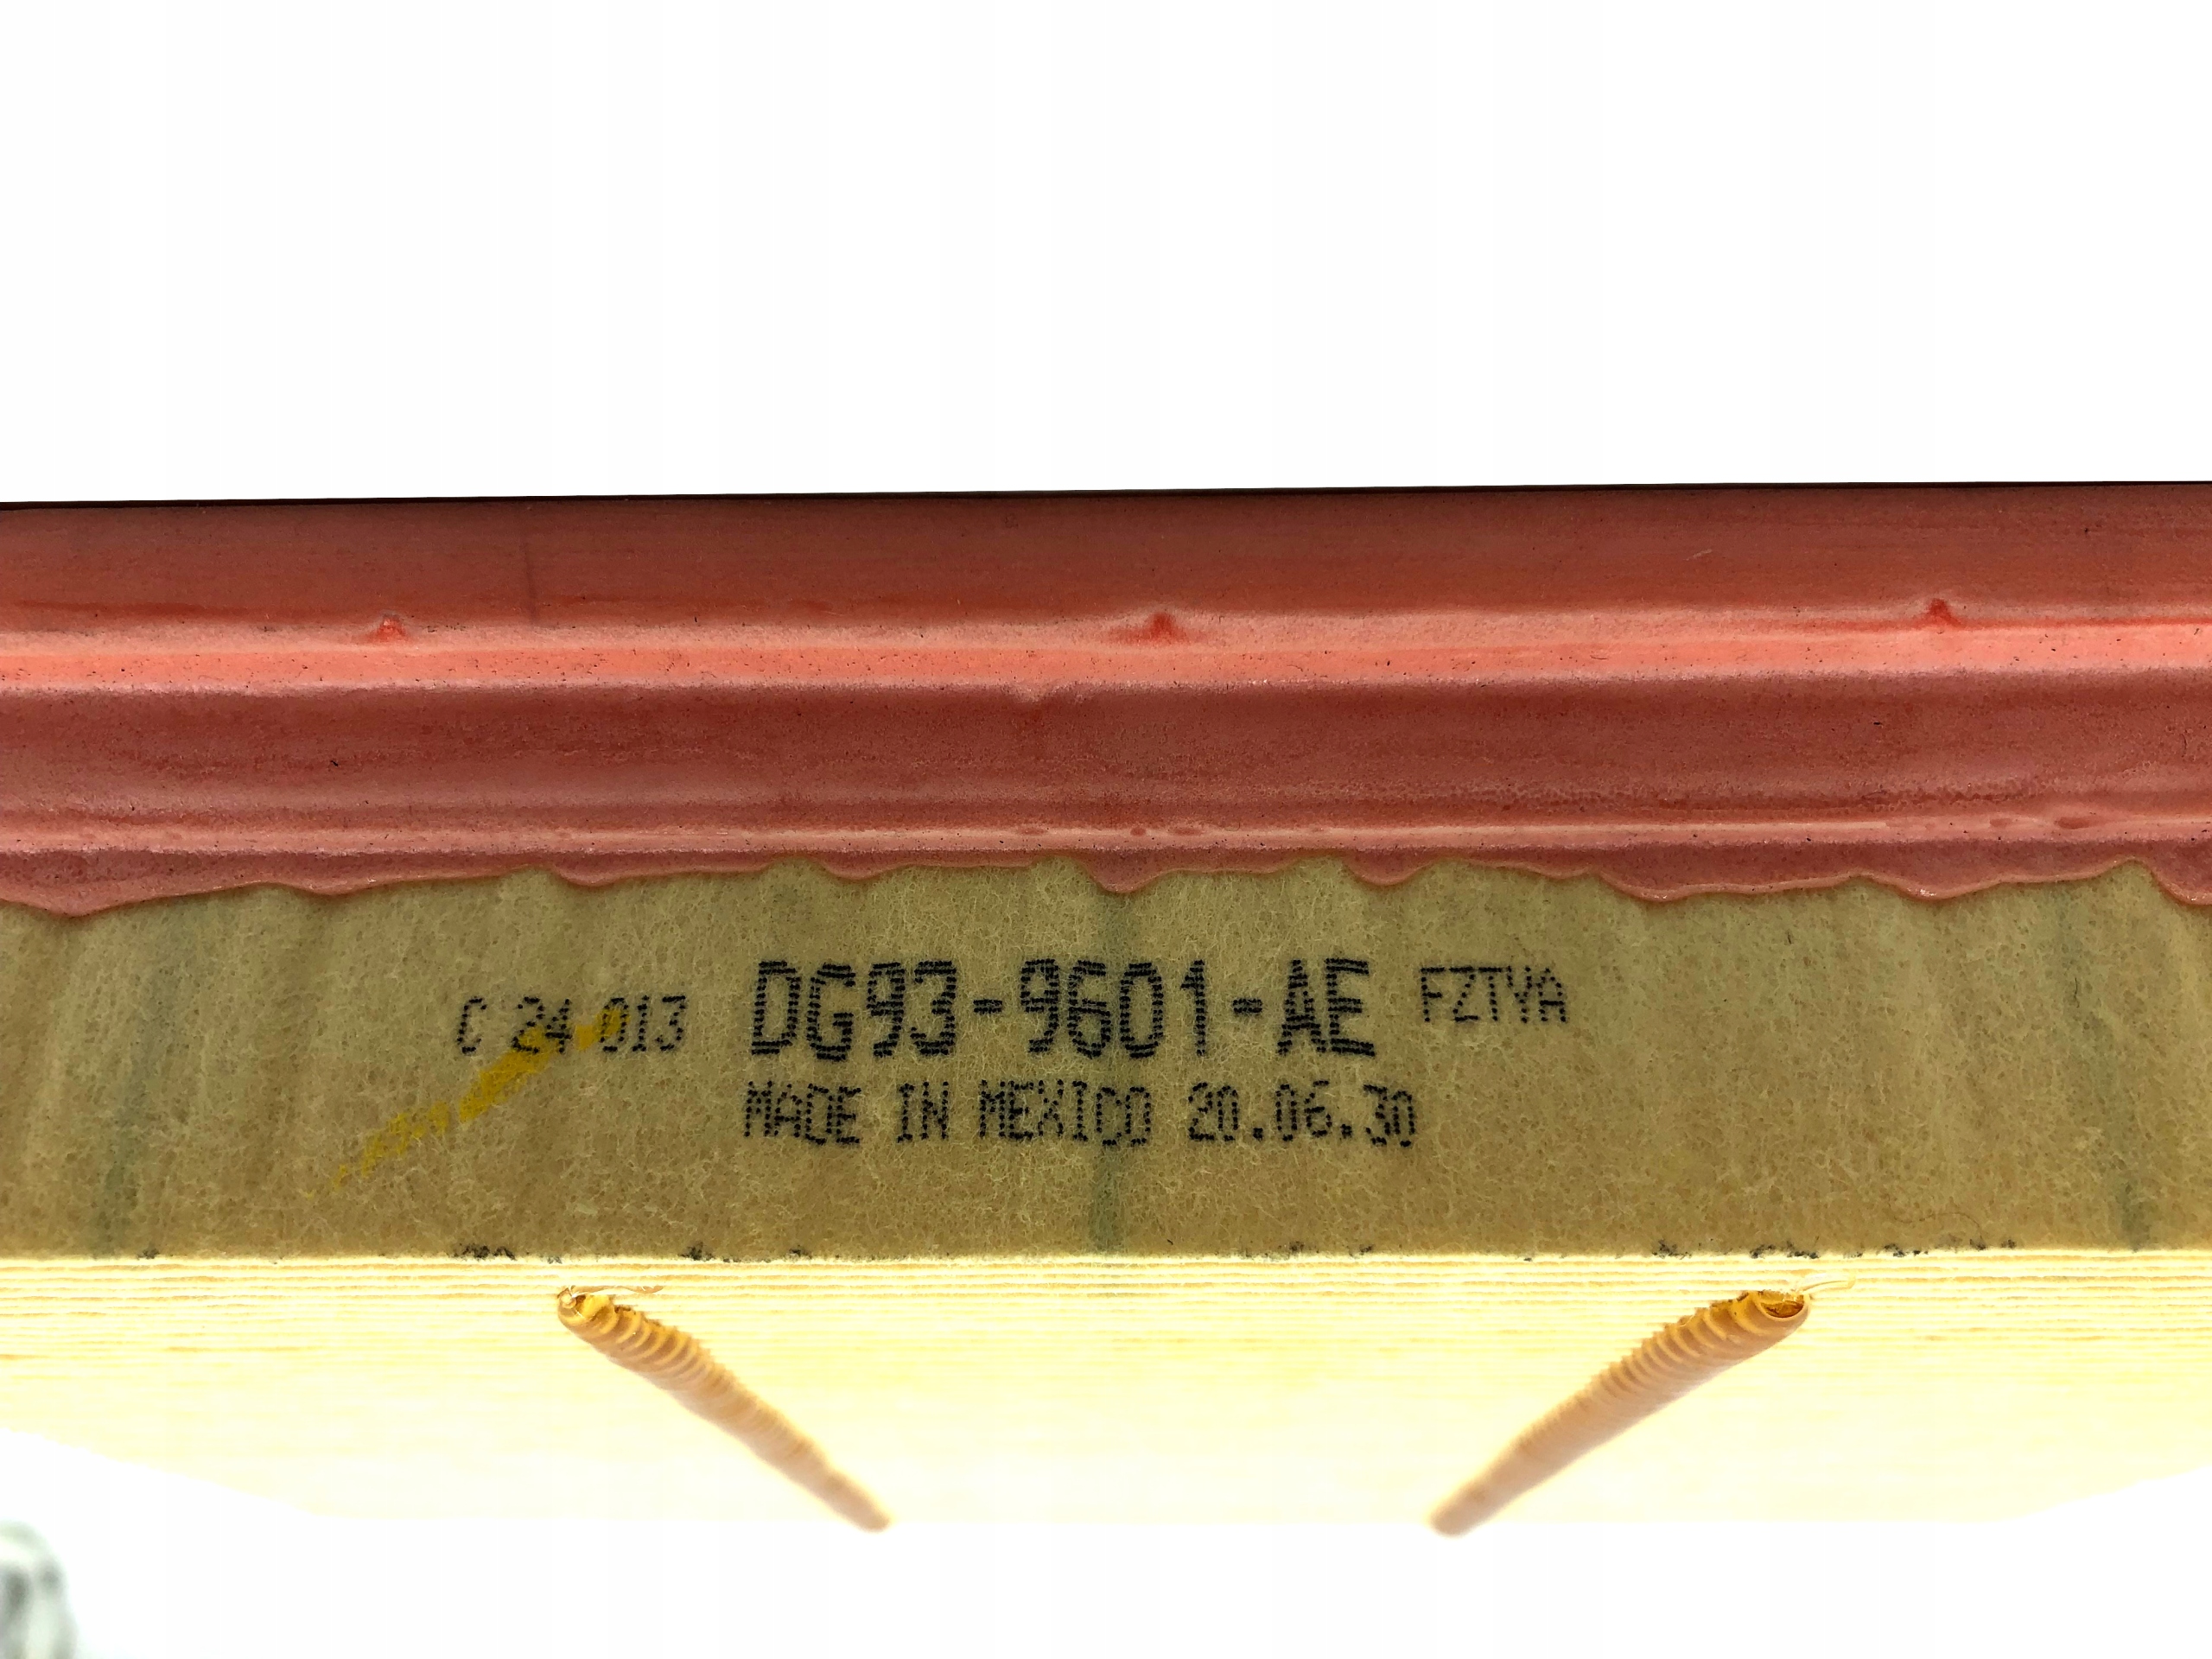 C 24 013 DG93-9601-AE FZTYA
MADE IN MEXICO 20.06.30